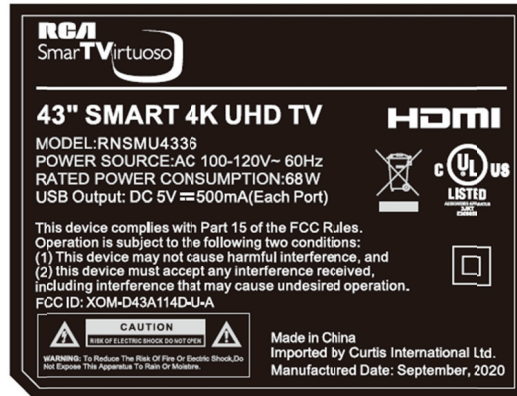 RCA
SmarTVirtuoso
43" SMART 4K UHD TV
HDMI
MODEL:RNSMU4336
POWER SOURCE:AC 100-120V~ 60Hz
RATED POWER CONSUMPTION:68W
USB Output: DC 5V ⎓ 500mA(Each Port)
C UL US
LISTED
This device complies with Part 15 of the FCC Rules.
Operation is subject to the following two conditions:
(1) This device may not cause harmful interference, and
(2) this device must accept any interference received,
including interference that may cause undesired operation.
FCC ID: XOM-D43A114D-U-A
CAUTION
RISK OF ELECTRIC SHOCK DO NOT OPEN
WARNING: To Reduce The Risk Of Fire Or Electric Shock,Do
Not Expose This Apparatus To Rain Or Moisture.
Made in China
Imported by Curtis International Ltd.
Manufactured Date: September, 2020